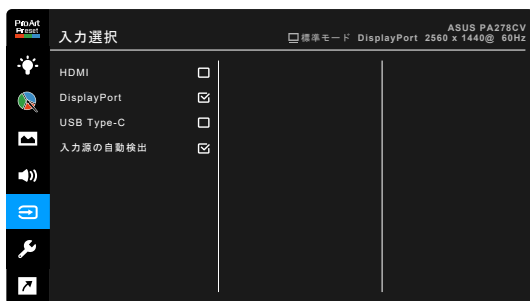 ProArt
Preset
入力選択
ASUS PA278CV
標準モード DisplayPort 2560 x 1440@ 60Hz
HDMI
DisplayPort
USB Type-C
入力源の自動検出